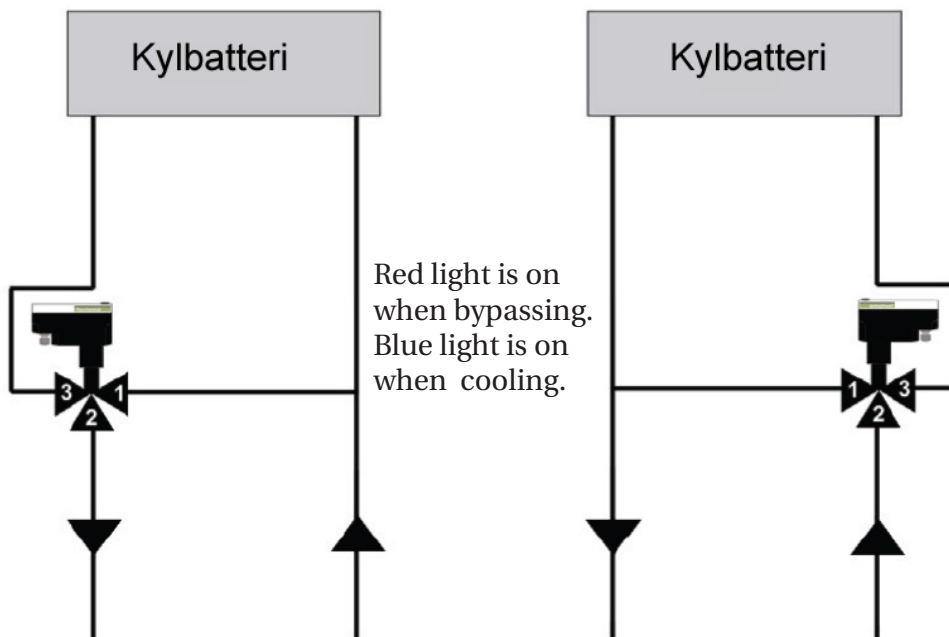 Kylbatteri
Kylbatteri
Red light is on
when bypassing.
Blue light is on
when cooling.
3 1
2
1 3
2